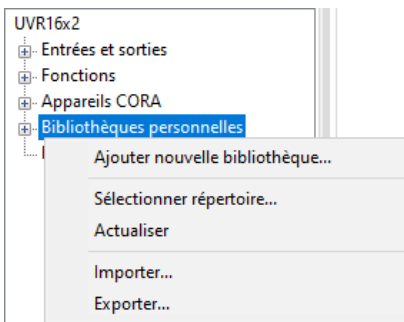 UVR16x2
Entrées et sorties
Fonctions
Appareils CORA
Bibliothèques personnelles
Ajouter nouvelle bibliothèque...
Sélectionner répertoire...
Actualiser
Importer...
Exporter...